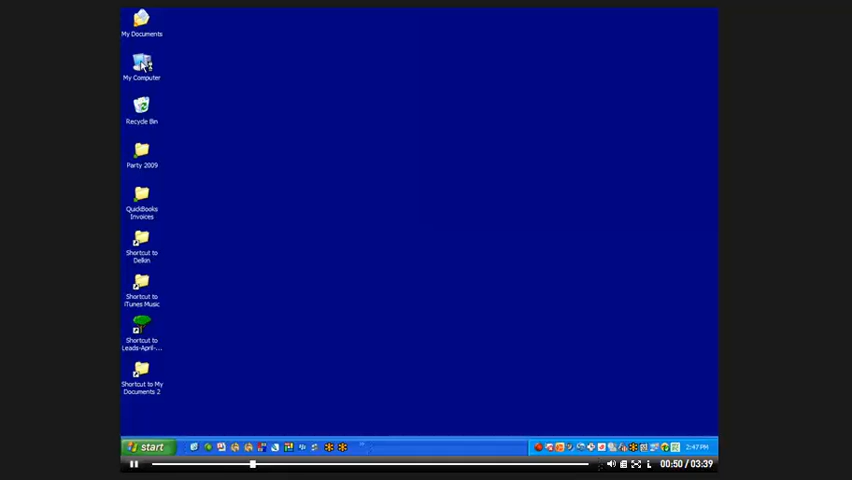 My Documents
My Computer
Recycle Bin
Party 2009
QuickBooks
Invoices
Shortcut to
Dellon
Shortcut to
iTunes Music
Shortcut to
Leads-April-...
Shortcut to My
Documents 2
start
2:47 PM
00:50 / 03:39